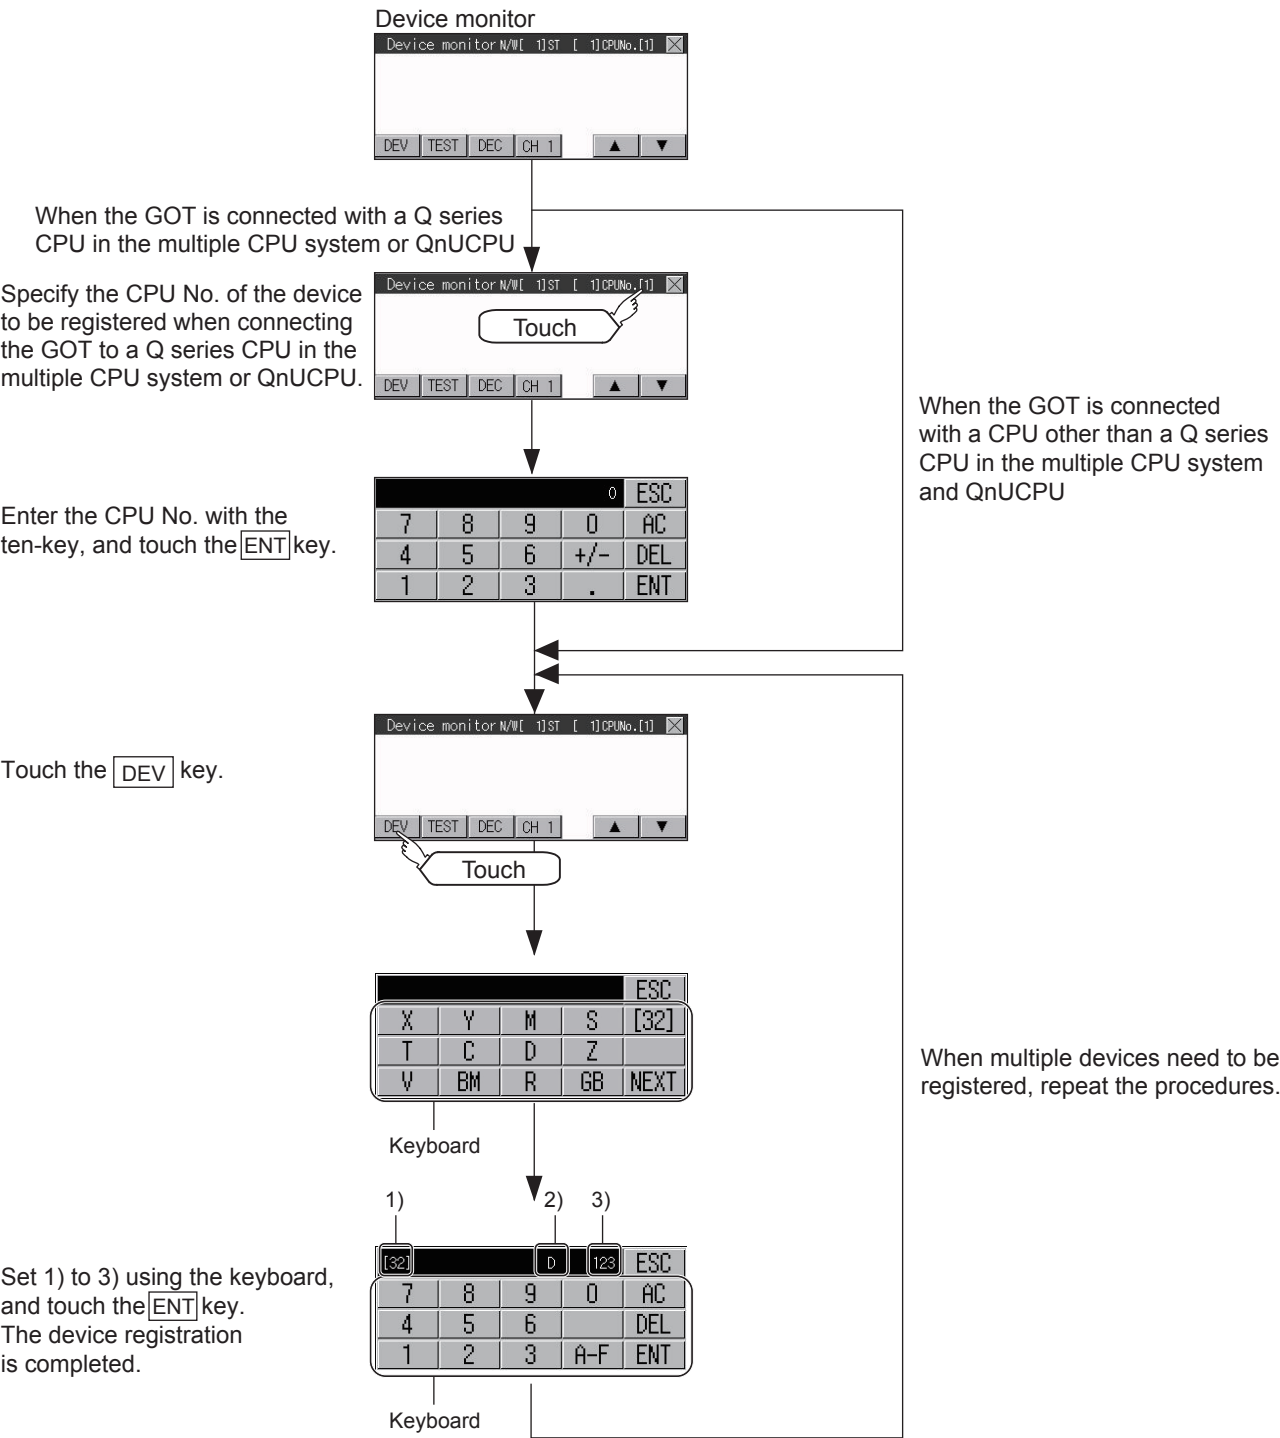 Device monitor
Device monitor N/W[ 1]ST [ 1]CPUNo.[1]
DEV TEST DEC CH 1 ▲ ▼
When the GOT is connected with a Q series
CPU in the multiple CPU system or QnUCPU
Specify the CPU No. of the device
to be registered when connecting
the GOT to a Q series CPU in the
multiple CPU system or QnUCPU.
Device monitor N/W[ 1]ST [ 1]CPUNo.[1]
Touch
DEV TEST DEC CH 1 ▲ ▼
When the GOT is connected
with a CPU other than a Q series
CPU in the multiple CPU system
and QnUCPU
Enter the CPU No. with the
ten-key, and touch the ENT key.
0 ESC
7 8 9 0 AC
4 5 6 +/- DEL
1 2 3 . ENT
Touch the DEV key.
Device monitor N/W[ 1]ST [ 1]CPUNo.[1]
DEV TEST DEC CH 1 ▲ ▼
Touch
ESC
X Y M S [32]
T C D Z
V BM R GB NEXT
Keyboard
When multiple devices need to be
registered, repeat the procedures.
1) 2) 3)
Set 1) to 3) using the keyboard,
and touch the ENT key.
The device registration
is completed.
[32] D 123 ESC
7 8 9 0 AC
4 5 6 DEL
1 2 3 A-F ENT
Keyboard